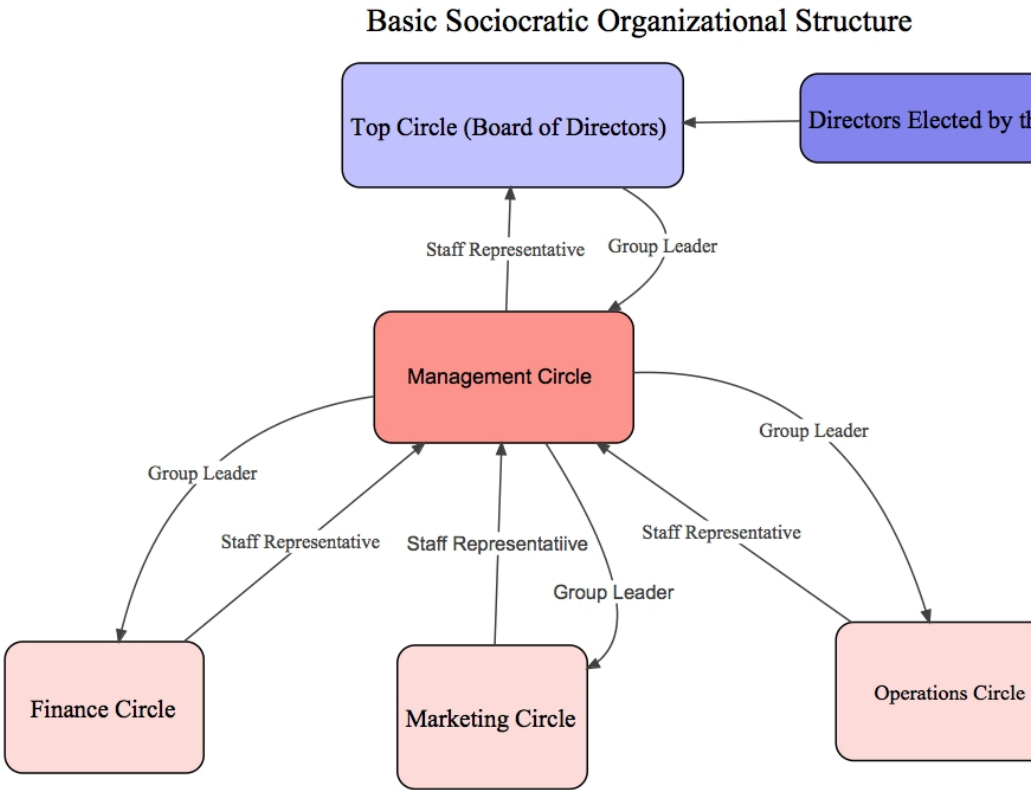 Basic Sociocratic Organizational Structure
Top Circle (Board of Directors)
Directors Elected by
Staff Representative
Group Leader
Management Circle
Group Leader
Group Leader
Staff Representative
Staff Representatiive
Staff Representative
Group Leader
Finance Circle
Marketing Circle
Operations Circle